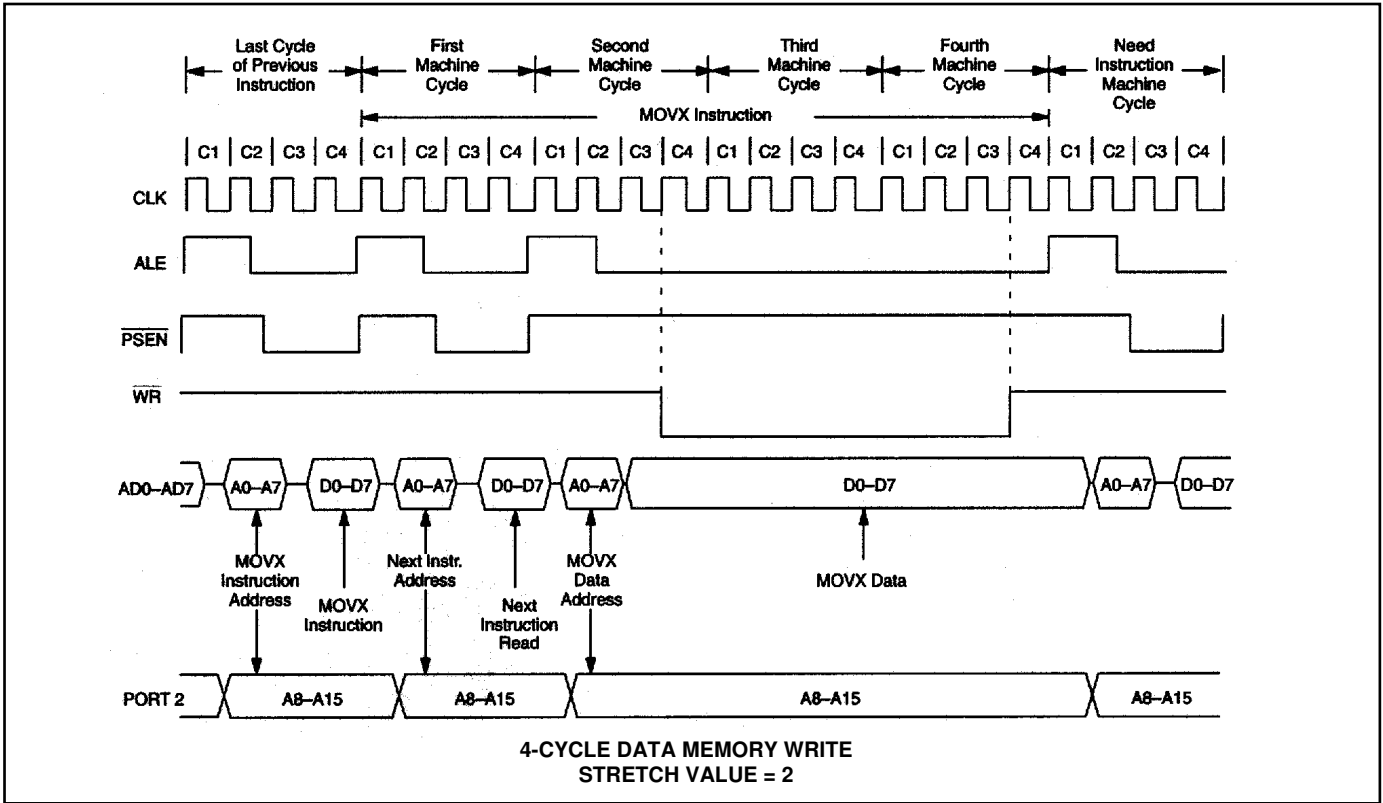 Last Cycle of Previous Instruction
First Machine Cycle
Second Machine Cycle
Third Machine Cycle
Fourth Machine Cycle
Need Instruction Machine Cycle
MOVX Instruction
C1 C2 C3 C4 C1 C2 C3 C4 C1 C2 C3 C4 C1 C2 C3 C4 C1 C2 C3 C4 C1 C2 C3 C4
CLK
ALE
PSEN
WR
AD0–AD7 A0–A7 D0–D7 A0–A7 D0–D7 A0–A7 D0–D7 A0–A7 D0–D7
MOVX Instruction Address
MOVX Instruction
Next Instr. Address
Next Instruction Read
MOVX Data Address
MOVX Data
PORT 2 A8–A15 A8–A15 A8–A15 A8–A15
4-CYCLE DATA MEMORY WRITE
STRETCH VALUE = 2